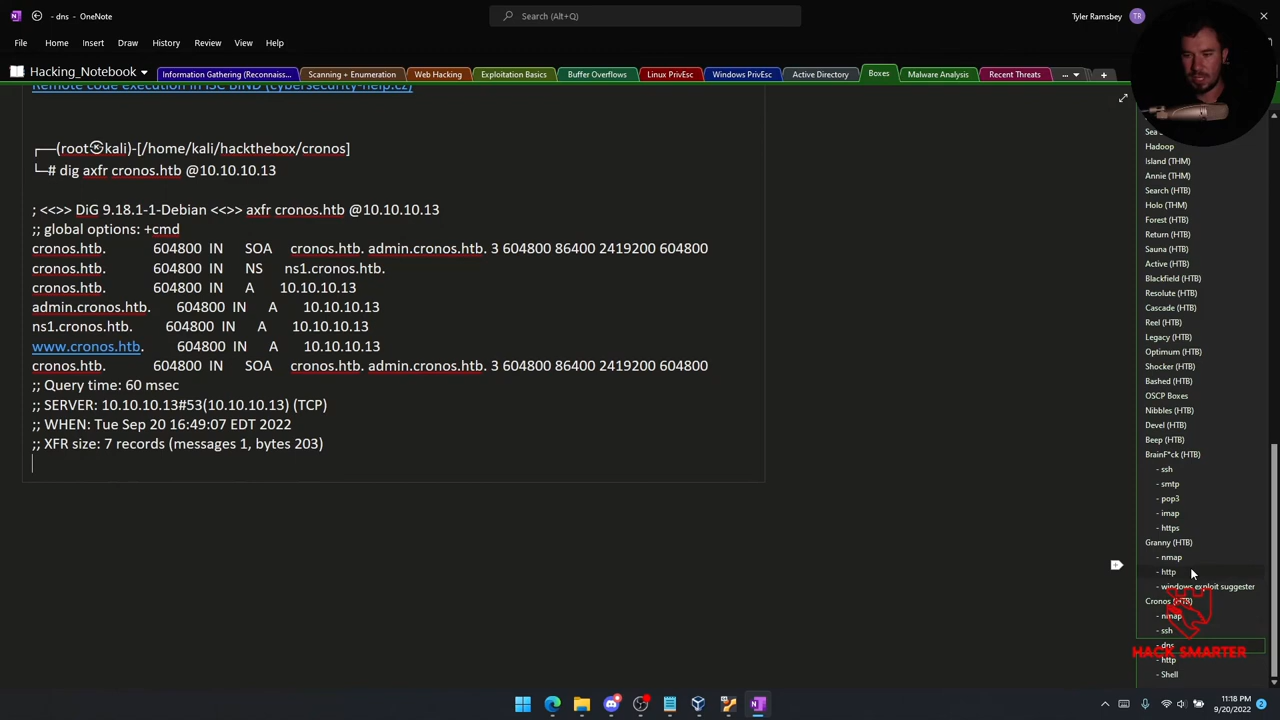 - dns - OneNote
Search (Alt+Q)
Tyler Ramsbey
TR
File Home Insert Draw History Review View Help
Hacking_Notebook
Information Gathering (Reconnaiss... Scanning + Enumeration Web Hacking Exploitation Basics Buffer Overflows Linux PrivEsc Windows PrivEsc Active Directory Boxes Malware Analysis Recent Threats ... +
Remote code execution in ISC BIND (cybersecurity-help.cz)
┌──(root㉿kali)-[/home/kali/hackthebox/cronos]
└─# dig axfr cronos.htb @10.10.10.13
; <<>> DiG 9.18.1-1-Debian <<>> axfr cronos.htb @10.10.10.13
;; global options: +cmd
cronos.htb. 604800 IN SOA cronos.htb. admin.cronos.htb. 3 604800 86400 2419200 604800
cronos.htb. 604800 IN NS ns1.cronos.htb.
cronos.htb. 604800 IN A 10.10.10.13
admin.cronos.htb. 604800 IN A 10.10.10.13
ns1.cronos.htb. 604800 IN A 10.10.10.13
www.cronos.htb. 604800 IN A 10.10.10.13
cronos.htb. 604800 IN SOA cronos.htb. admin.cronos.htb. 3 604800 86400 2419200 604800
;; Query time: 60 msec
;; SERVER: 10.10.10.13#53(10.10.10.13) (TCP)
;; WHEN: Tue Sep 20 16:49:07 EDT 2022
;; XFR size: 7 records (messages 1, bytes 203)
Hadoop
Island (THM)
Annie (THM)
Search (HTB)
Holo (THM)
Forest (HTB)
Return (HTB)
Sauna (HTB)
Active (HTB)
Blackfield (HTB)
Resolute (HTB)
Cascade (HTB)
Reel (HTB)
Legacy (HTB)
Optimum (HTB)
Shocker (HTB)
Bashed (HTB)
OSCP Boxes
Nibbles (HTB)
Devel (HTB)
Beep (HTB)
BrainF*ck (HTB)
- ssh
- smtp
- pop3
- imap
- https
Granny (HTB)
- nmap
- http
- windows exploit suggester
Cronos (HTB)
- nmap
- ssh
- dns
- http
- Shell
HACK SMARTER
11:18 PM
9/20/2022